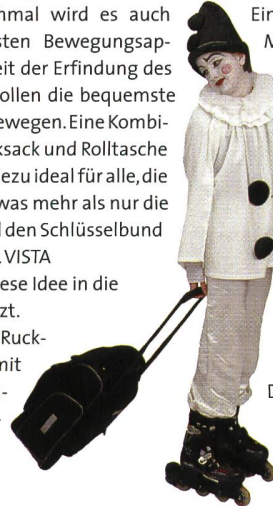 hmal wird es auch
sten Bewegungsap-
eit der Erfindung des
ollen die bequemste
ewegen. Eine Kombi-
ksack und Rolltasche
ezu ideal für alle, die
was mehr als nur die
d den Schlüsselbund
VISTA
ese Idee in die
zt.
Ruck-
mit
-
Ein
M
D